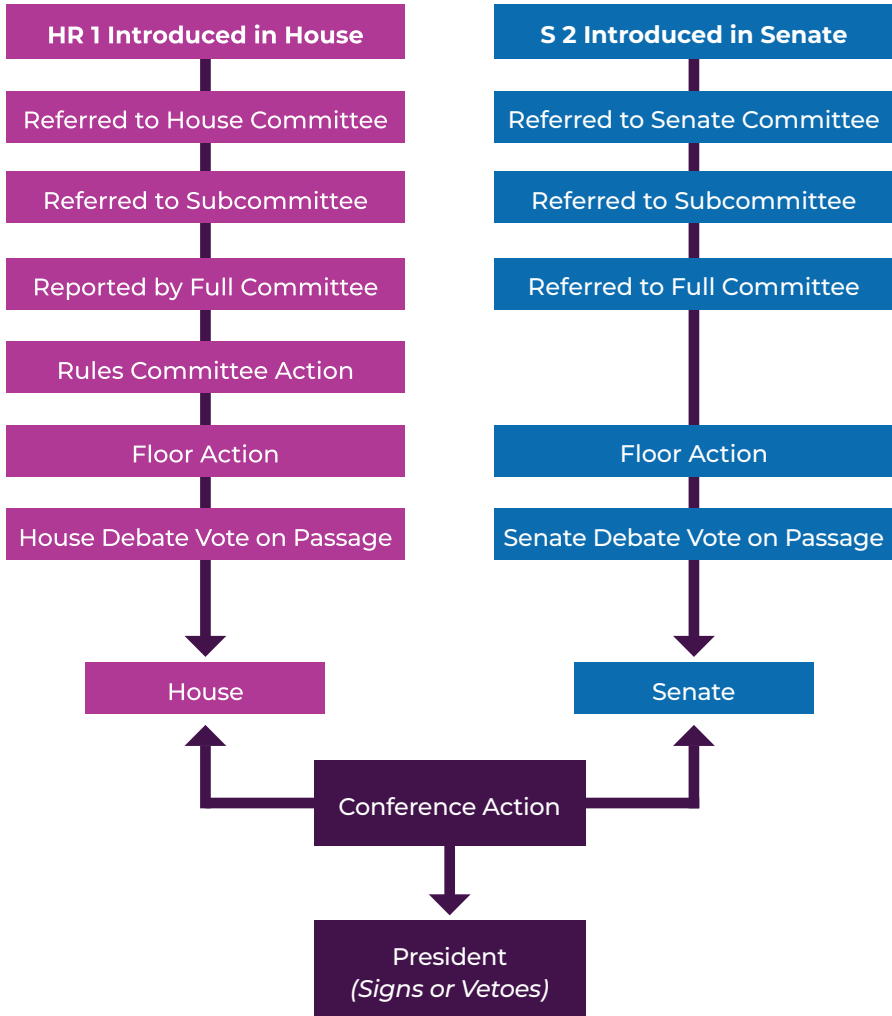 HR 1 Introduced in House
Referred to House Committee
Referred to Subcommittee
Reported by Full Committee
Rules Committee Action
Floor Action
House Debate Vote on Passage
House
S 2 Introduced in Senate
Referred to Senate Committee
Referred to Subcommittee
Referred to Full Committee
Floor Action
Senate Debate Vote on Passage
Senate
Conference Action
President
(Signs or Vetoes)